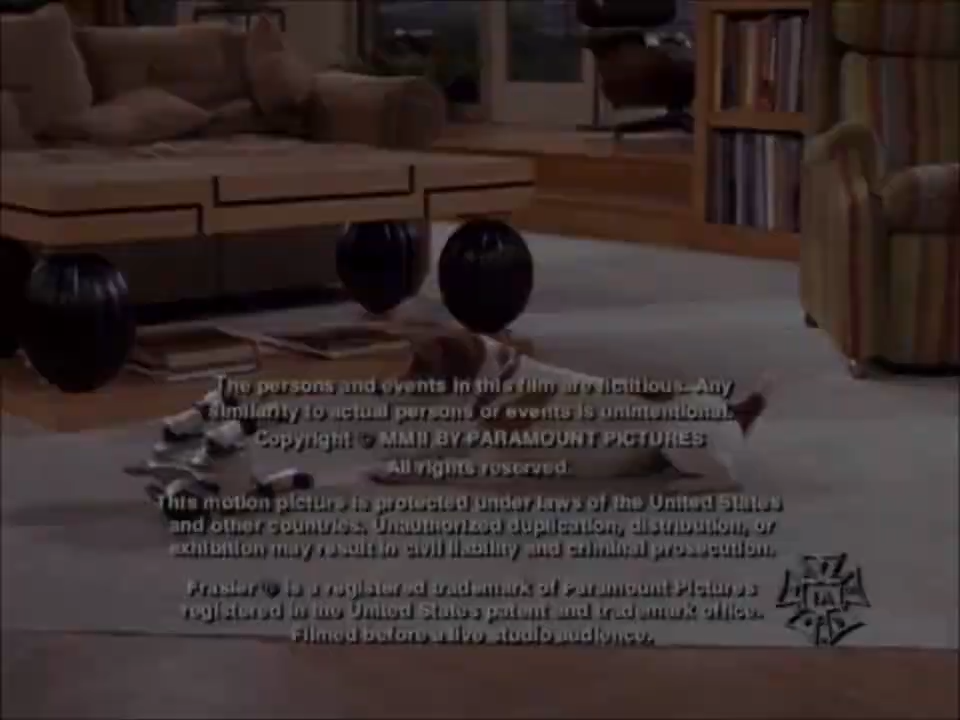 The persons and events in this film are fictitious. Any
similarity to actual persons or events is unintentional.
Copyright © MMII BY PARAMOUNT PICTURES
All rights reserved.
This motion picture is protected under laws of the United States
and other countries. Unauthorized duplication, distribution, or
exhibition may result in civil liability and criminal prosecution.
Frasier ® is a registered trademark of Paramount Pictures
registered in the United States patent and trademark office.
Filmed before a live studio audience.
IA